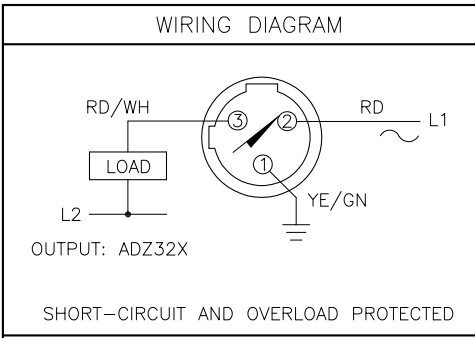 WIRING DIAGRAM
RD/WH
RD
3
2
L1
LOAD
1
YE/GN
L2
OUTPUT: ADZ32X
SHORT-CIRCUIT AND OVERLOAD PROTECTED